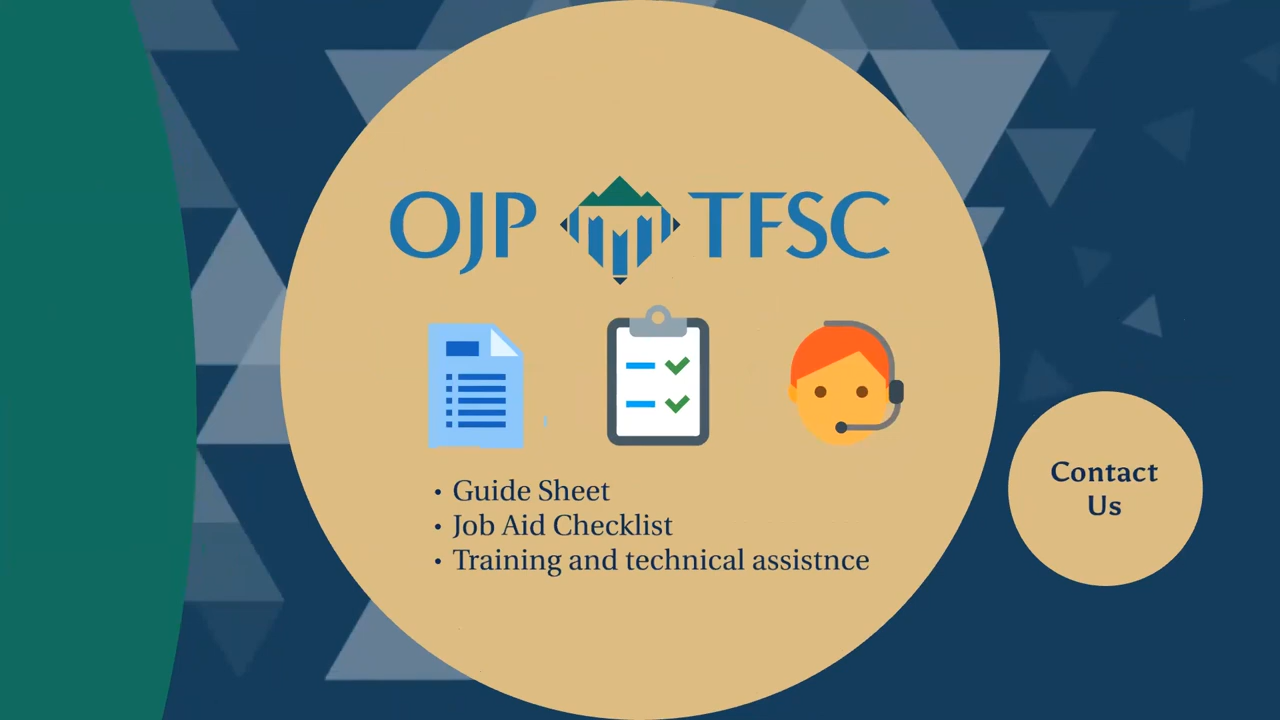 OJP TFSC
• Guide Sheet
• Job Aid Checklist
• Training and technical assistnce
Contact
Us